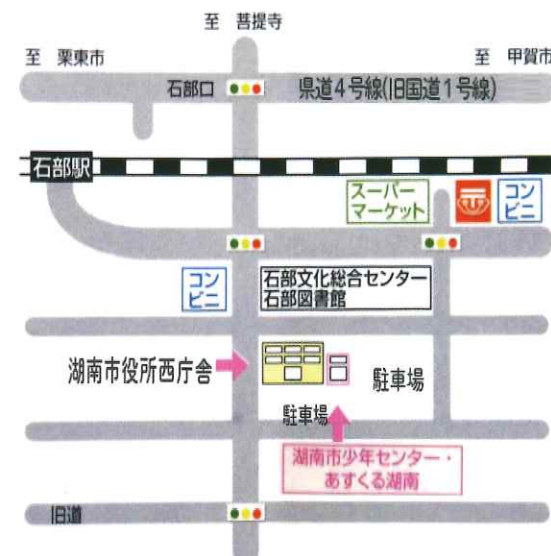 至 菩提寺
至 栗東市
至 甲賀市
石部口
県道4号線(旧国道1号線)
石部駅
スーパー
マーケット
コン
ビニ
コン
ビニ
石部文化総合センター
石部図書館
湖南市役所西庁舎
駐車場
駐車場
湖南市少年センター・
あすくる湖南
旧道